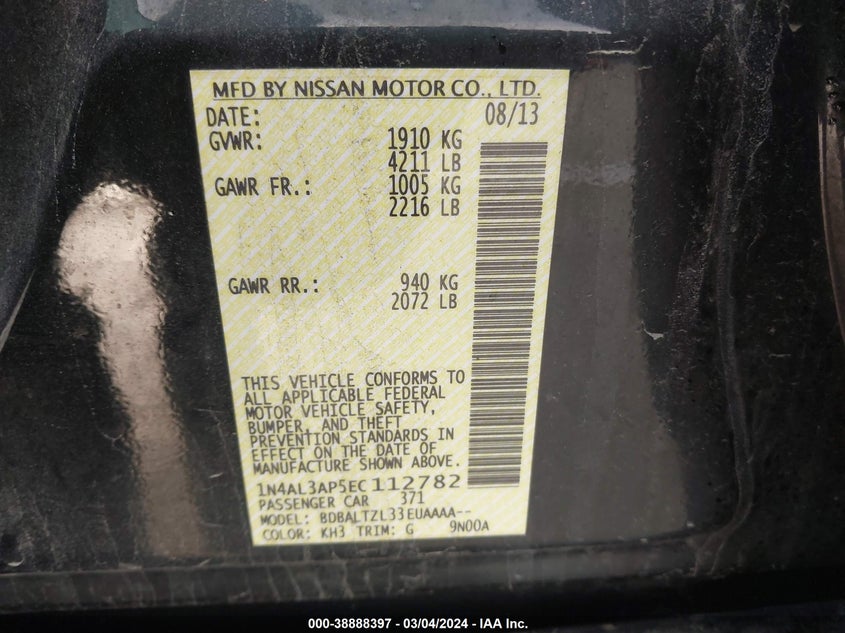 MFD BY NISSAN MOTOR CO., LTD.
DATE: 08/13
GVWR: 1910 KG
4211 LB
GAWR FR.: 1005 KG
2216 LB
GAWR RR.: 940 KG
2072 LB
THIS VEHICLE CONFORMS TO
ALL APPLICABLE FEDERAL
MOTOR VEHICLE SAFETY,
BUMPER, AND THEFT
PREVENTION STANDARDS IN
EFFECT ON THE DATE OF
MANUFACTURE SHOWN ABOVE.
1N4AL3AP5EC112782
PASSENGER CAR 371
MODEL: BDBALTZL33EUAAAA--
COLOR: KH3 TRIM: G 9N00A
000-38888397 - 03/04/2024 - IAA Inc.